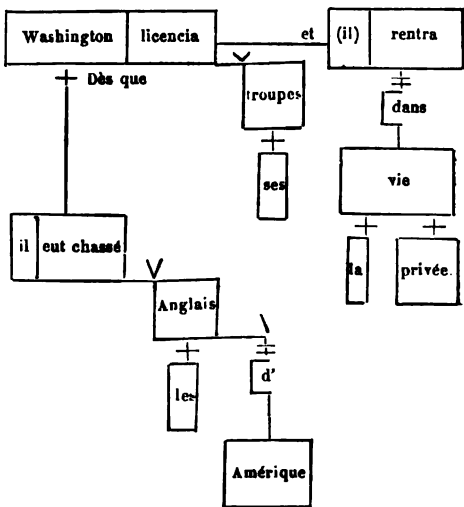 Washington licencia et (il) rentra
Dès que
troupes
dans
ses
vie
il eut chassé
la privée.
Anglais
les
d'
Amérique